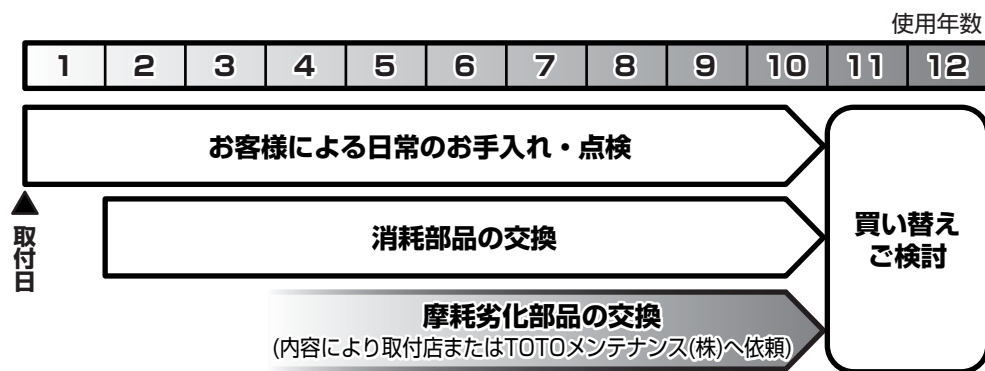 使用年数
1 2 3 4 5 6 7 8 9 10 11 12
お客様による日常のお手入れ・点検
取付日
消耗部品の交換
摩耗劣化部品の交換
(内容により取付店またはTOTOメンテナンス(株)へ依頼)
買い替え
ご検討